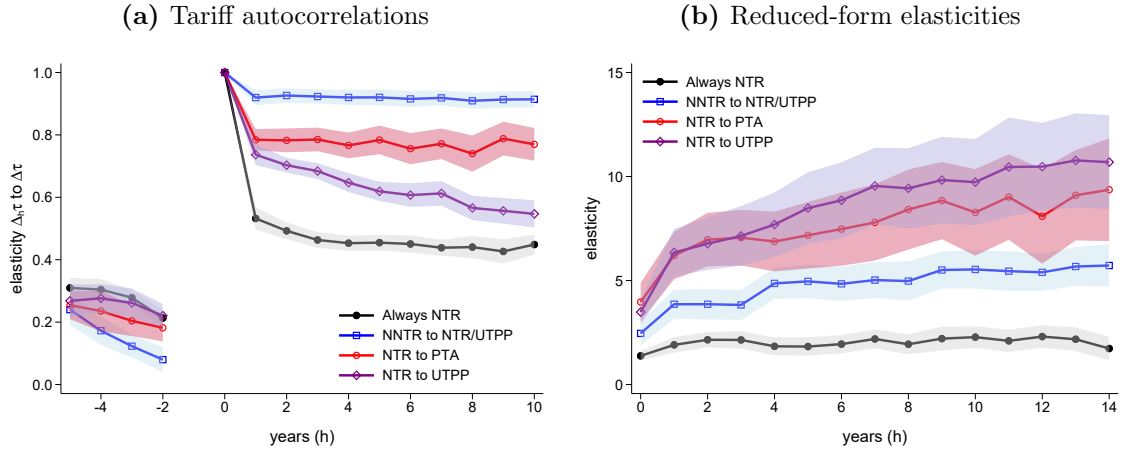 (a) Tariff autocorrelations
elasticity Δₕτ to Δτ
1.0
0.8
0.6
0.4
0.2
0.0
-4
-2
0
2
4
6
8
10
years (h)
Always NTR
NNTR to NTR/UTPP
NTR to PTA
NTR to UTPP
(b) Reduced-form elasticities
elasticity
15
10
5
0
Always NTR
NNTR to NTR/UTPP
NTR to PTA
NTR to UTPP
0
2
4
6
8
10
12
14
years (h)